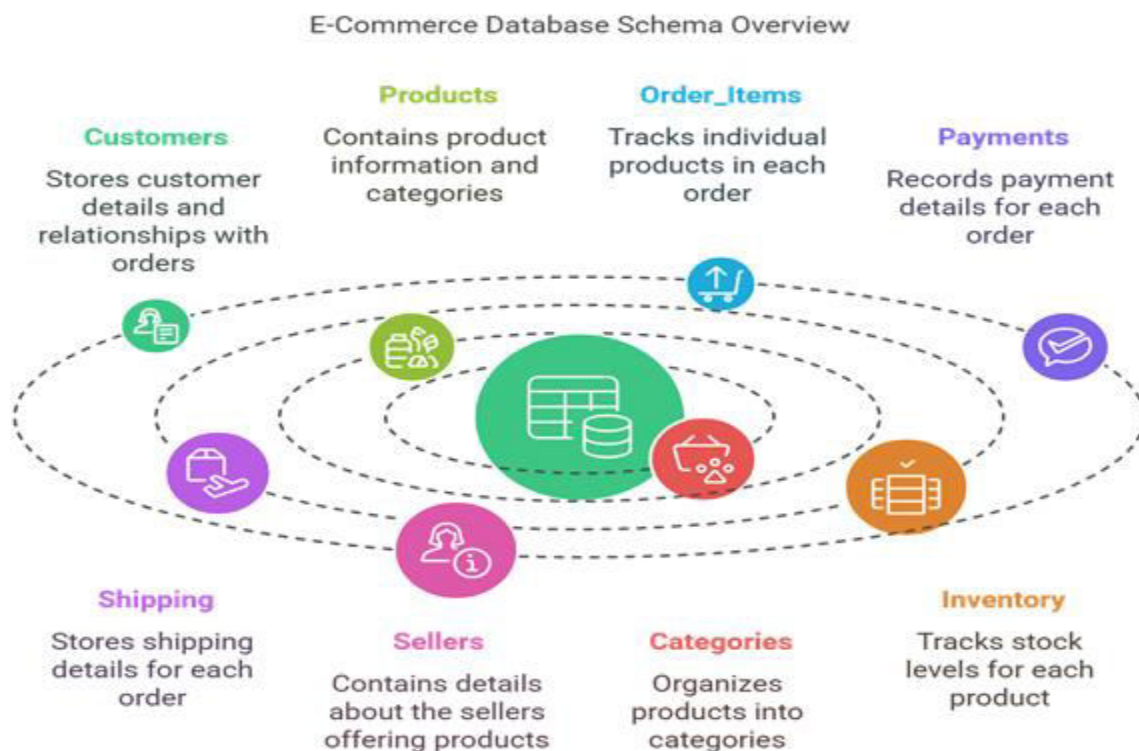 E-Commerce Database Schema Overview
Products
Contains product
information and
categories
Order_Items
Tracks individual
products in each
order
Customers
Stores customer
details and
relationships with
orders
Payments
Records payment
details for each
order
Shipping
Stores shipping
details for each
order
Sellers
Contains details
about the sellers
offering products
Categories
Organizes
products into
categories
Inventory
Tracks stock
levels for each
product